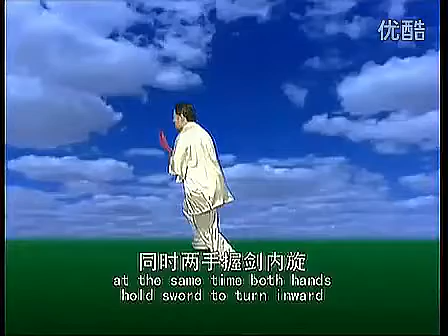 优酷
同时两手握剑内旋
at the same time both hands
hold sword to turn inward